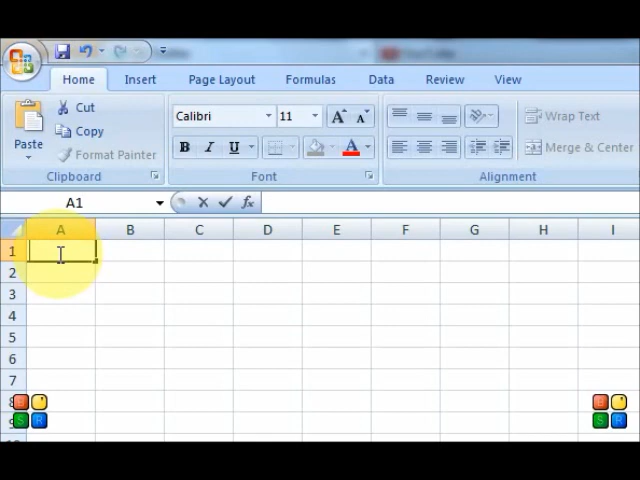 Home Insert Page Layout Formulas Data Review View
Cut
Calibri 11 A A
Wrap Text
Copy
Paste
B I U A
Merge & Center
Format Painter
Clipboard Font Alignment
A1 fx
A B C D E F G H I
1
2
3
4
5
6
7
8
9